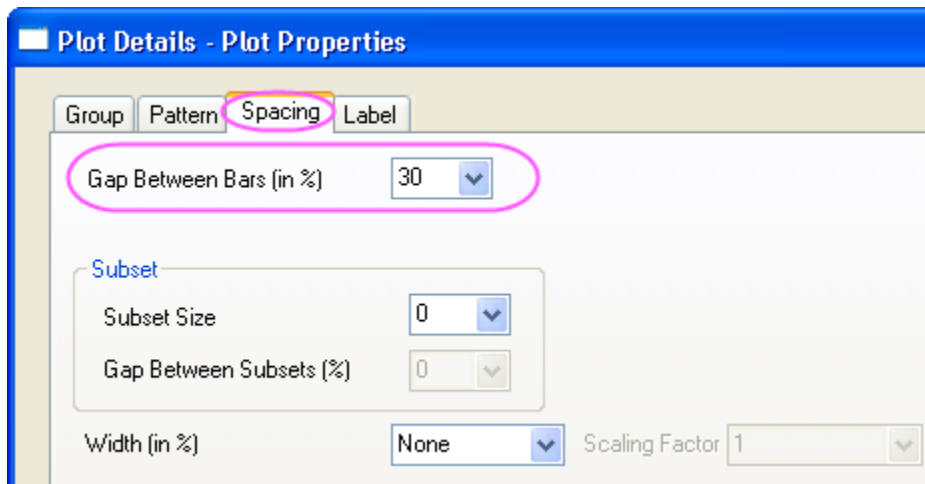 Plot Details - Plot Properties
Group Pattern Spacing Label
Gap Between Bars (in %) 30
Subset
Subset Size 0
Gap Between Subsets (%) 0
Width (in %) None Scaling Factor 1